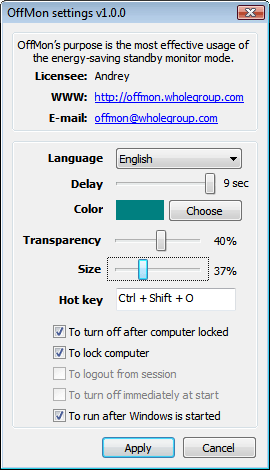 OffMon settings v1.0.0
OffMon's purpose is the most effective usage of
the energy-saving standby monitor mode.
Licensee: Andrey
WWW: http://offmon.wholegroup.com
E-mail: offmon@wholegroup.com
Language English
Delay 9 sec
Color Choose
Transparency 40%
Size 37%
Hot key Ctrl + Shift + O
To turn off after computer locked
To lock computer
To logout from session
To turn off immediately at start
To run after Windows is started
Apply Cancel